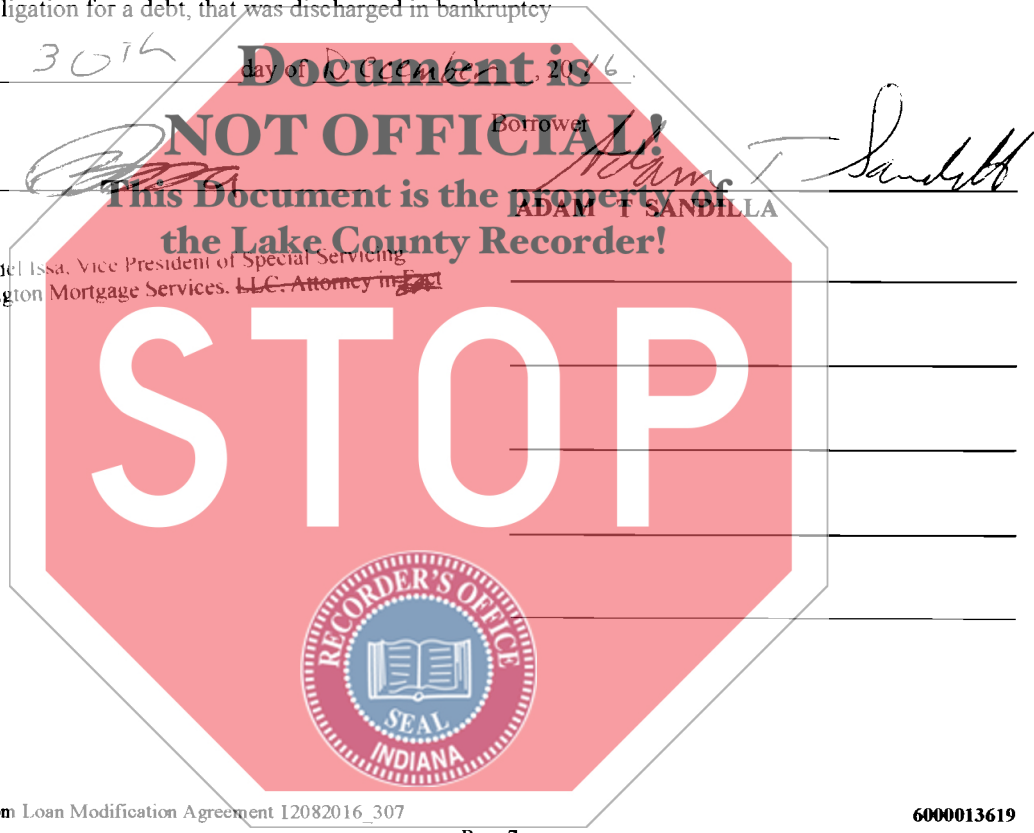 ligation for a debt, that was discharged in bankruptcy
30th day of December, 2016.
Document is
NOT OFFICIAL!
Borrower
Adam T Sandilla
This Document is the property of
ADAM T SANDILLA
the Lake County Recorder!
el Issa, Vice President of Special Servicing
gton Mortgage Services, LLC. Attorney in Fact
STOP
RECORDER'S OFFICE
SEAL
INDIANA
m Loan Modification Agreement 12082016_307
6000013619